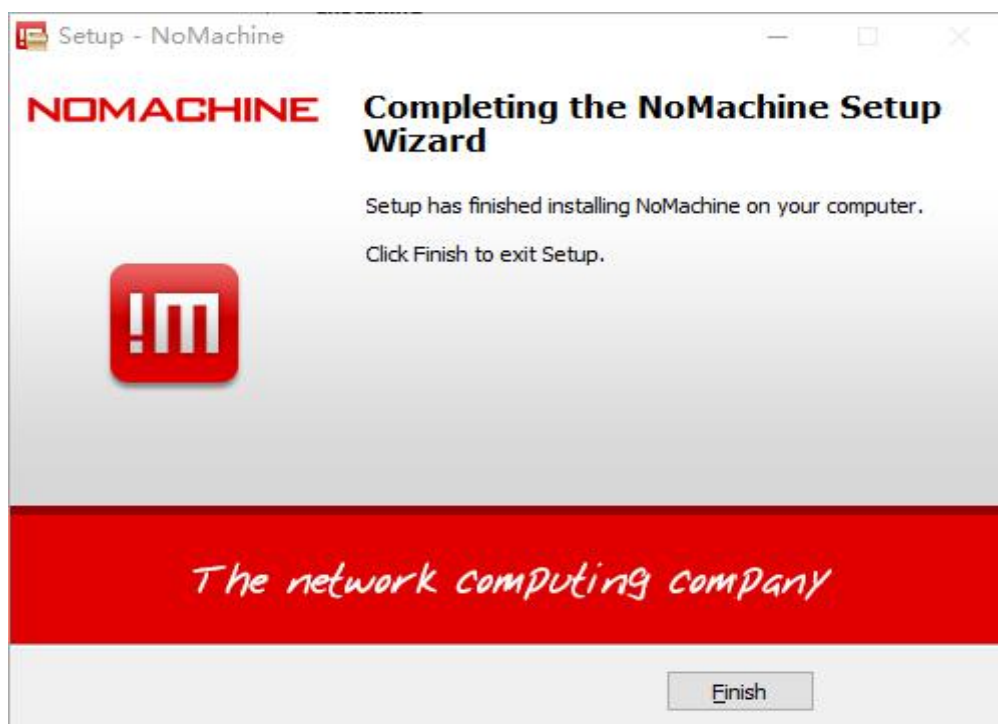 Setup - NoMachine
NOMACHINE
Completing the NoMachine Setup
Wizard
Setup has finished installing NoMachine on your computer.
Click Finish to exit Setup.
!M
The network computing company
Finish